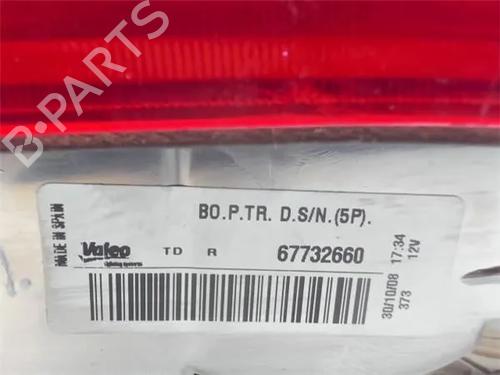 B-PARTS
BO.P.TR. D.S/N.(5P).
MADE IN SPAIN
Valeo
TD R
67732660
30/10/08 17:34
373 12V